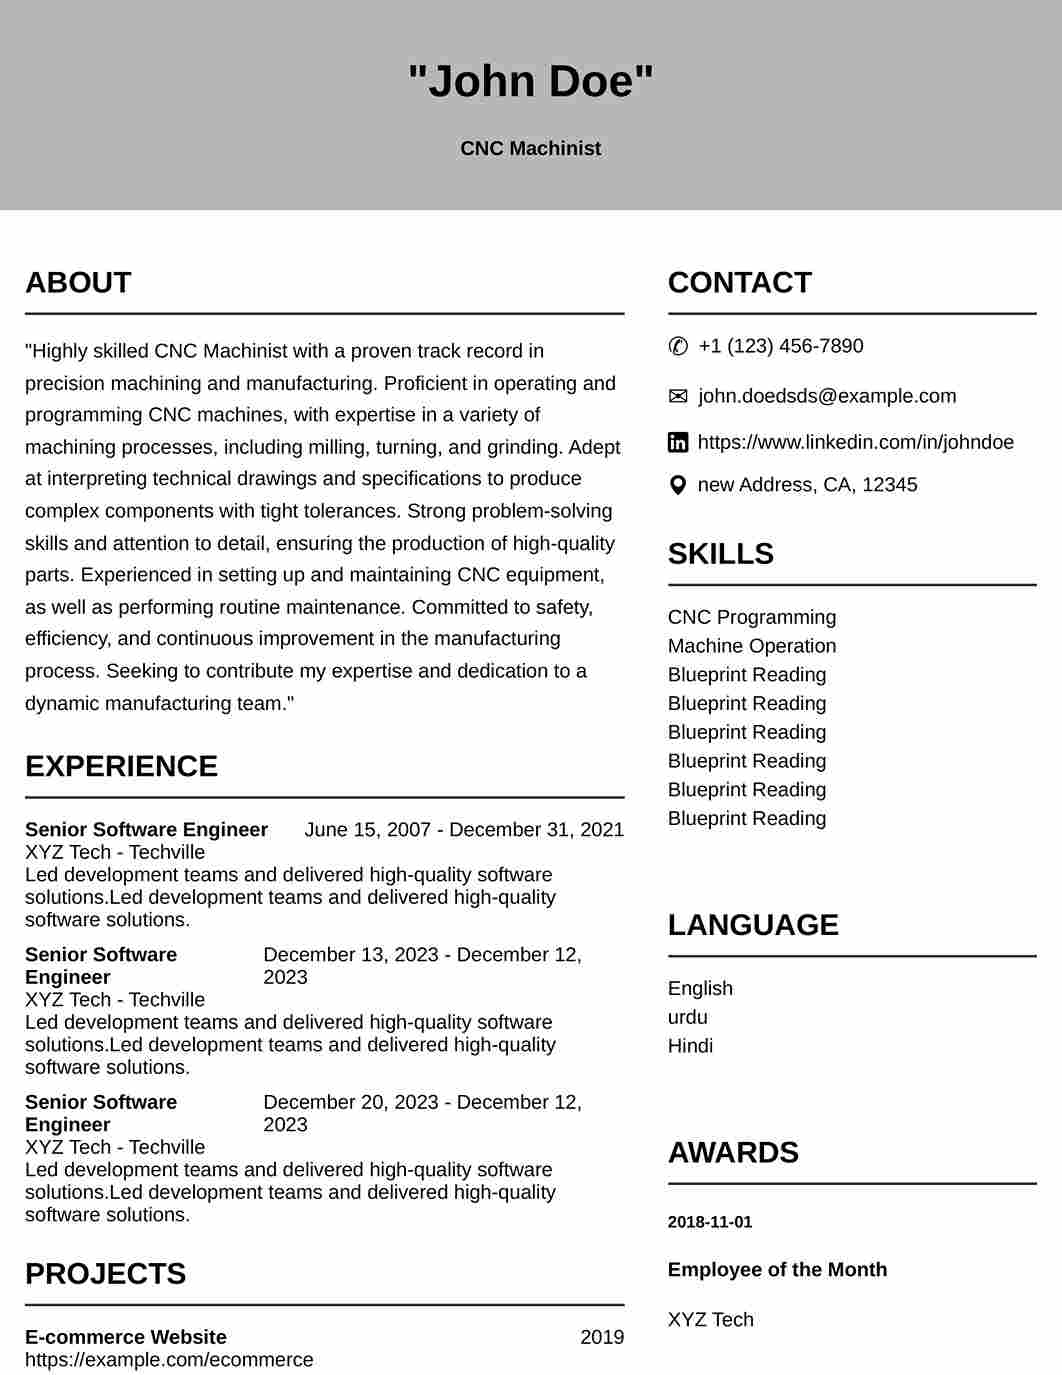 "John Doe"
CNC Machinist
ABOUT
"Highly skilled CNC Machinist with a proven track record in
precision machining and manufacturing. Proficient in operating and
programming CNC machines, with expertise in a variety of
machining processes, including milling, turning, and grinding. Adept
at interpreting technical drawings and specifications to produce
complex components with tight tolerances. Strong problem-solving
skills and attention to detail, ensuring the production of high-quality
parts. Experienced in setting up and maintaining CNC equipment,
as well as performing routine maintenance. Committed to safety,
efficiency, and continuous improvement in the manufacturing
process. Seeking to contribute my expertise and dedication to a
dynamic manufacturing team."
EXPERIENCE
Senior Software Engineer June 15, 2007 - December 31, 2021
XYZ Tech - Techville
Led development teams and delivered high-quality software
solutions.Led development teams and delivered high-quality
software solutions.
Senior Software December 13, 2023 - December 12,
Engineer 2023
XYZ Tech - Techville
Led development teams and delivered high-quality software
solutions.Led development teams and delivered high-quality
software solutions.
Senior Software December 20, 2023 - December 12,
Engineer 2023
XYZ Tech - Techville
Led development teams and delivered high-quality software
solutions.Led development teams and delivered high-quality
software solutions.
PROJECTS
E-commerce Website 2019
https://example.com/ecommerce
CONTACT
+1 (123) 456-7890
john.doedsds@example.com
https://www.linkedin.com/in/johndoe
new Address, CA, 12345
SKILLS
CNC Programming
Machine Operation
Blueprint Reading
Blueprint Reading
Blueprint Reading
Blueprint Reading
Blueprint Reading
Blueprint Reading
LANGUAGE
English
urdu
Hindi
AWARDS
2018-11-01
Employee of the Month
XYZ Tech